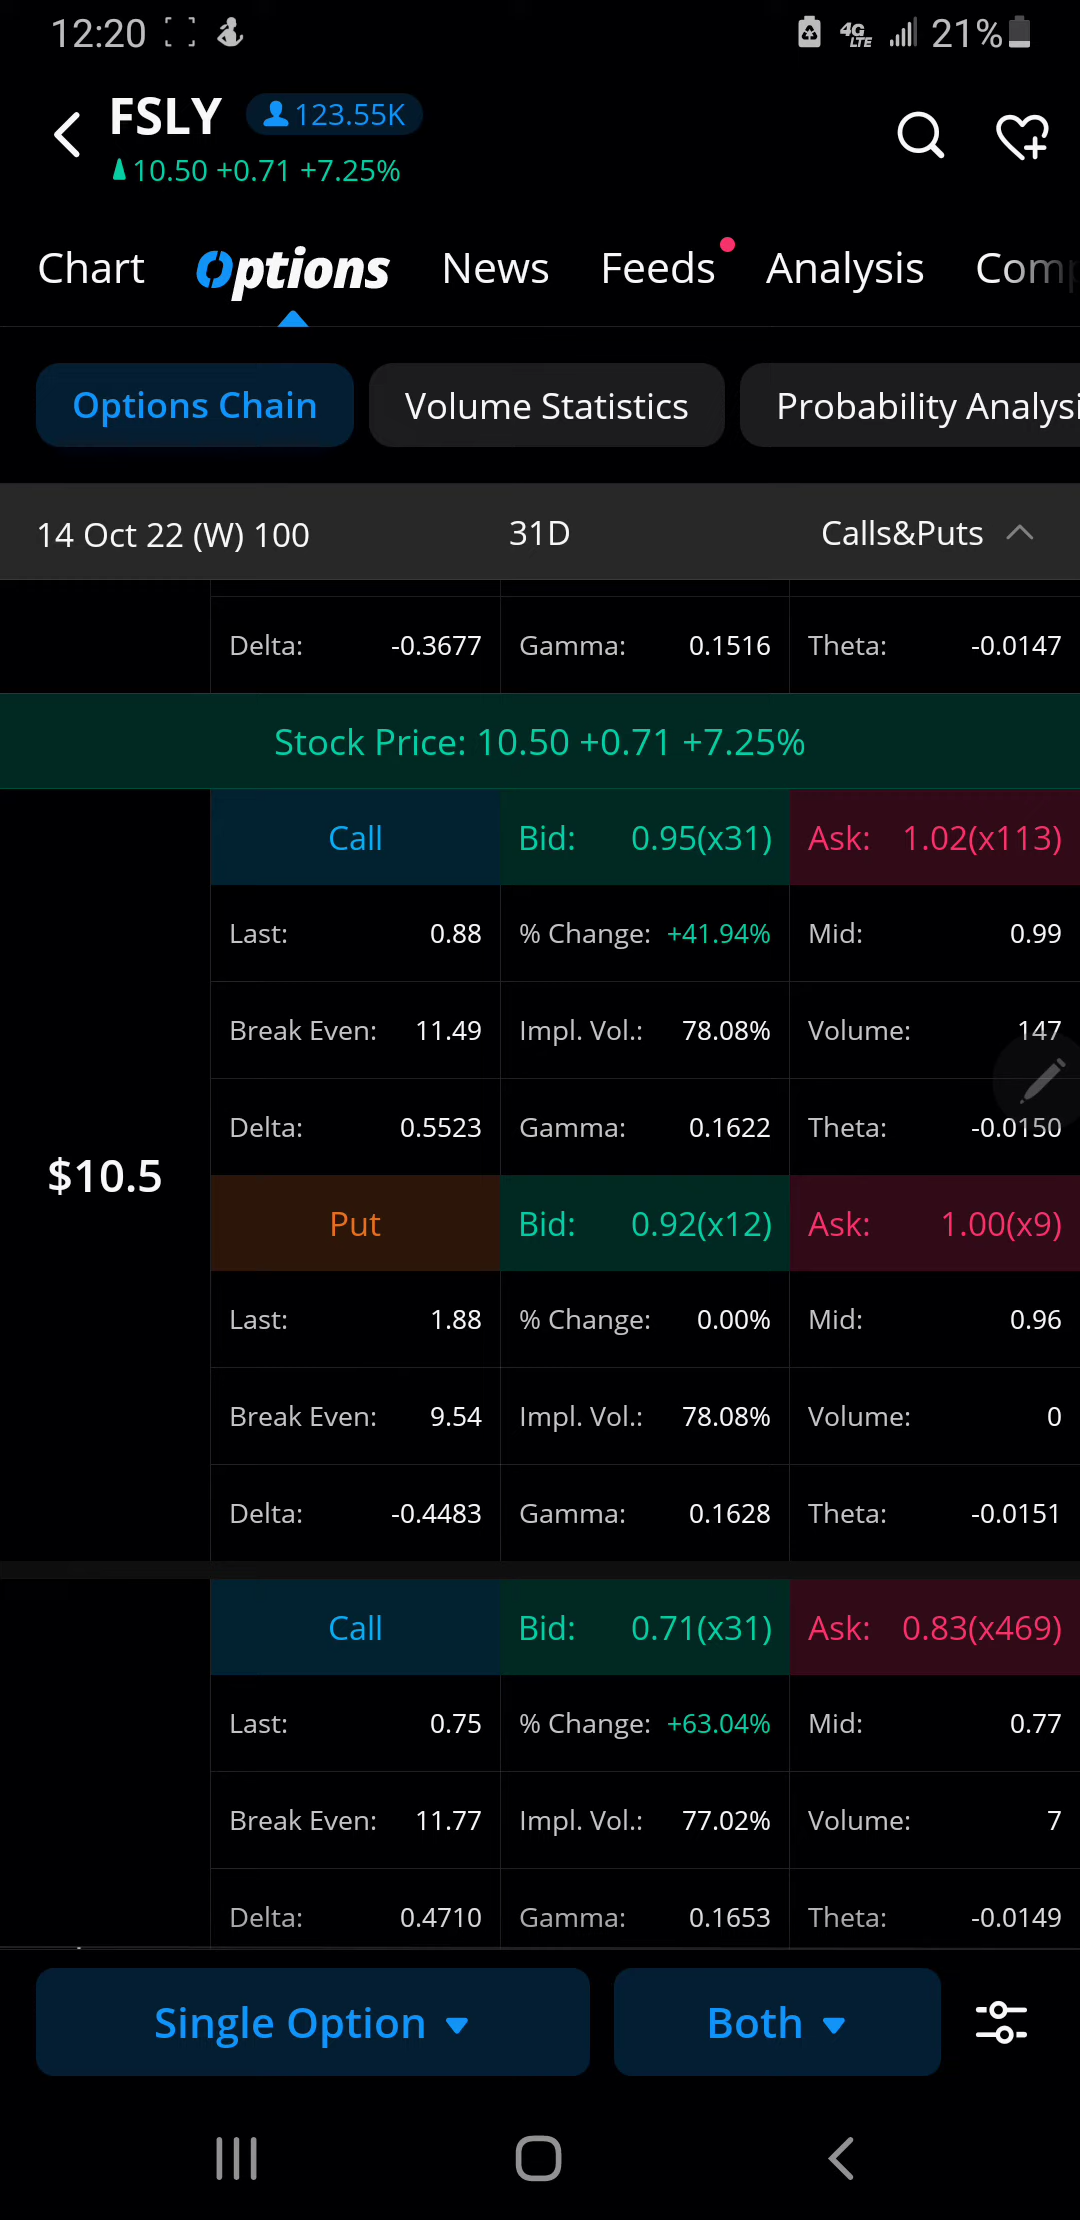 12:20 4G LTE 21%
FSLY 123.55K
10.50 +0.71 +7.25%
Chart Options News Feeds Analysis Comp
Options Chain Volume Statistics Probability Analysi
14 Oct 22 (W) 100 31D Calls&Puts
Delta: -0.3677 Gamma: 0.1516 Theta: -0.0147
Stock Price: 10.50 +0.71 +7.25%
Call Bid: 0.95(x31) Ask: 1.02(x113)
Last: 0.88 % Change: +41.94% Mid: 0.99
Break Even: 11.49 Impl. Vol.: 78.08% Volume: 147
Delta: 0.5523 Gamma: 0.1622 Theta: -0.0150
$10.5
Put Bid: 0.92(x12) Ask: 1.00(x9)
Last: 1.88 % Change: 0.00% Mid: 0.96
Break Even: 9.54 Impl. Vol.: 78.08% Volume: 0
Delta: -0.4483 Gamma: 0.1628 Theta: -0.0151
Call Bid: 0.71(x31) Ask: 0.83(x469)
Last: 0.75 % Change: +63.04% Mid: 0.77
Break Even: 11.77 Impl. Vol.: 77.02% Volume: 7
Delta: 0.4710 Gamma: 0.1653 Theta: -0.0149
Single Option Both